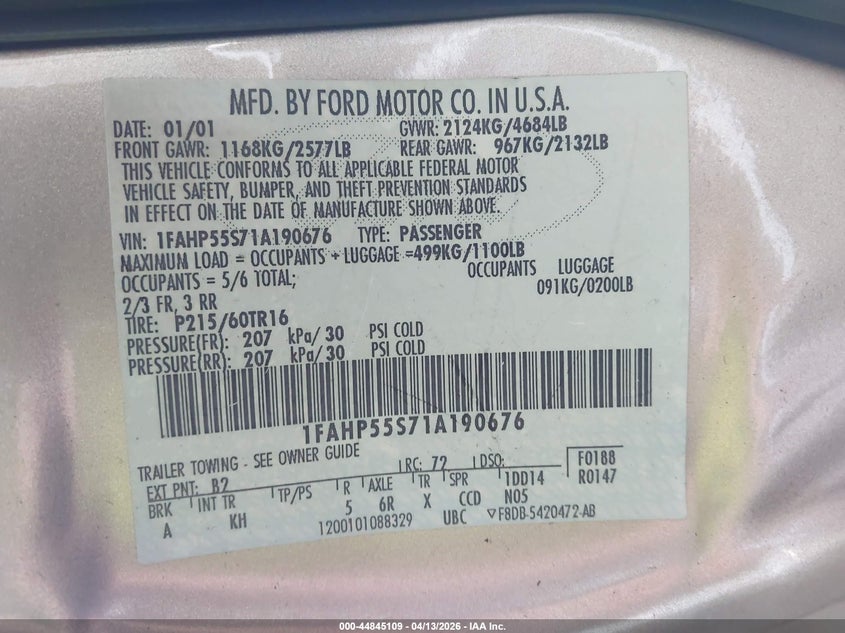 MFD. BY FORD MOTOR CO. IN U.S.A.
DATE: 01/01 GVWR: 2124KG/4684LB
FRONT GAWR: 1168KG/2577LB REAR GAWR: 967KG/2132LB
THIS VEHICLE CONFORMS TO ALL APPLICABLE FEDERAL MOTOR
VEHICLE SAFETY, BUMPER, AND THEFT PREVENTION STANDARDS
IN EFFECT ON THE DATE OF MANUFACTURE SHOWN ABOVE.
VIN: 1FAHP55S71A190676 TYPE: PASSENGER
MAXIMUM LOAD = OCCUPANTS + LUGGAGE =499KG/1100LB
OCCUPANTS = 5/6 TOTAL; OCCUPANTS LUGGAGE
2/3 FR, 3 RR 091KG/0200LB
TIRE: P215/60TR16
PRESSURE(FR): 207 kPa/ 30 PSI COLD
PRESSURE(RR): 207 kPa/ 30 PSI COLD
1FAHP55S71A190676
TRAILER TOWING - SEE OWNER GUIDE
EXT PNT: B2 RC: 72 DSO: F0188
BRK INT TR TP/PS R AXLE TR SPR 1DD14 R0147
A KH 5 6R X CCD N05
1200101088329 UBC ▽F8DB-5420472-AB
000-44845109 - 04/13/2026 - IAA Inc.